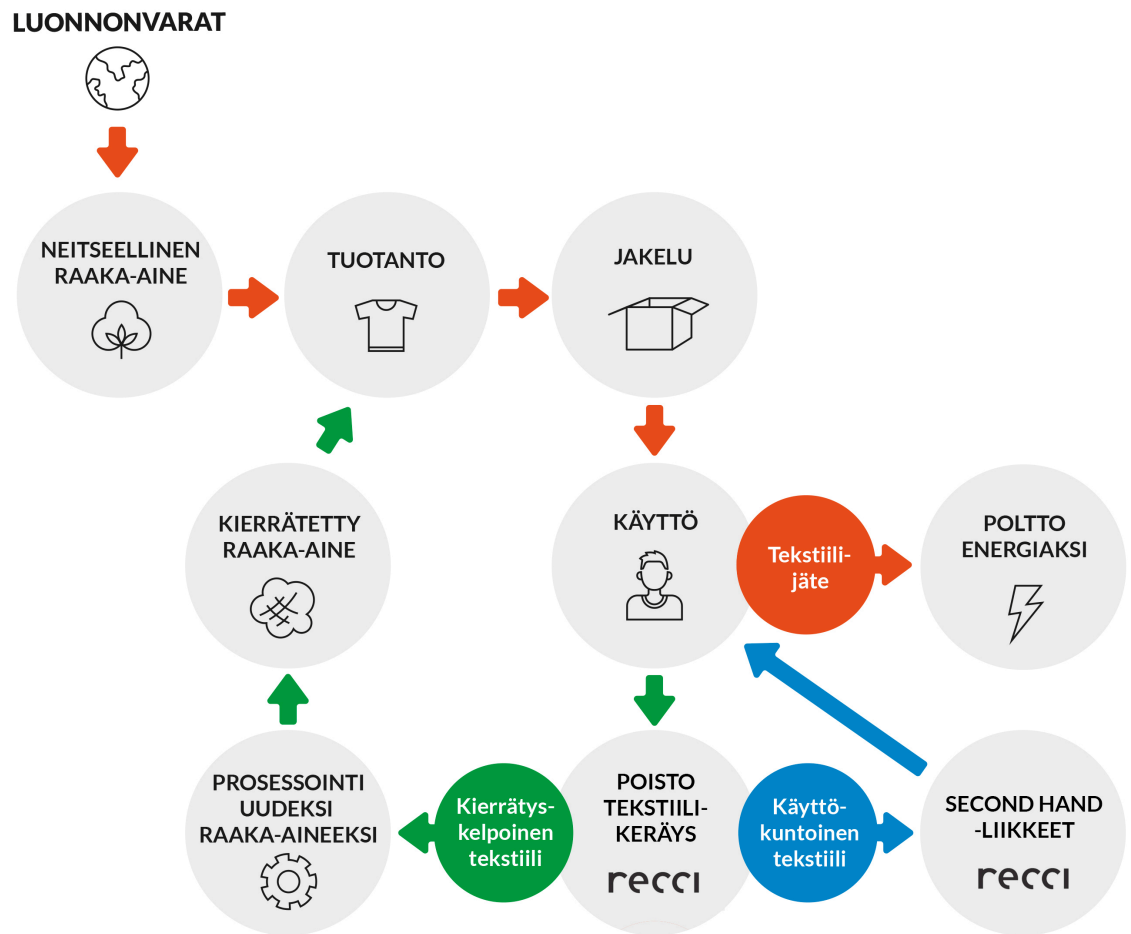 LUONNONVARAT
NEITSEELLINEN
RAAKA-AINE
TUOTANTO
JAKELU
KIERRÄTETTY
RAAKA-AINE
KÄYTTÖ
Tekstiili-
jäte
POLTTO
ENERGIAKSI
PROSESSOINTI
UUDEKSI
RAAKA-AINEEKSI
Kierrätys-
kelpoinen
tekstiili
POISTO
TEKSTIILI-
KERÄYS
recci
Käyttö-
kuntoinen
tekstiili
SECOND HAND
-LIIKKEET
recci